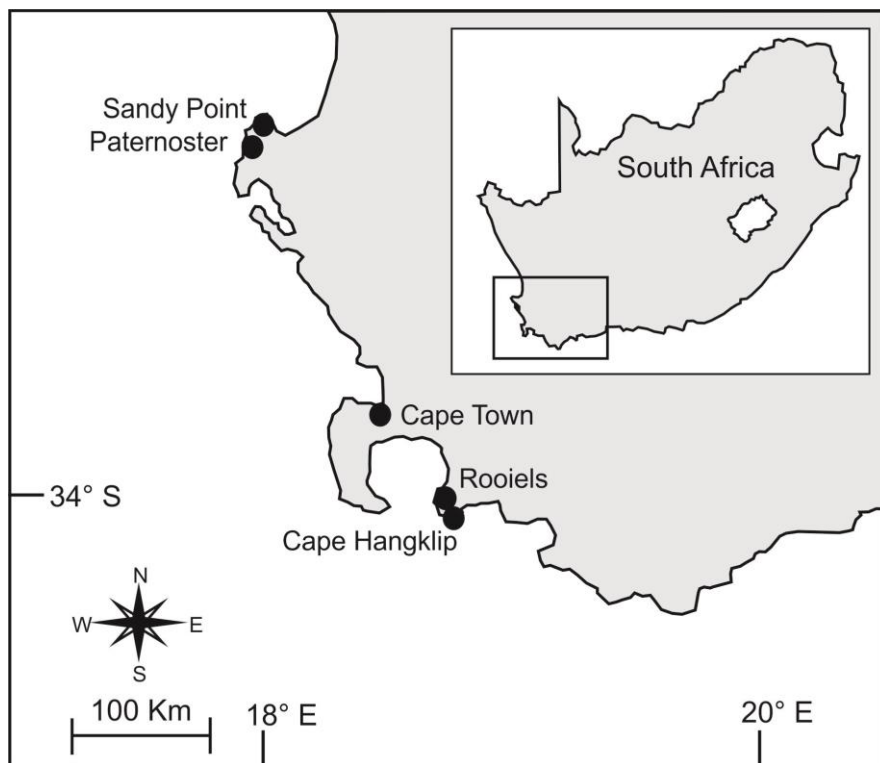 Sandy Point
Paternoster
South Africa
Cape Town
Rooiels
34° S
Cape Hangklip
N
W
E
S
100 Km
18° E
20° E